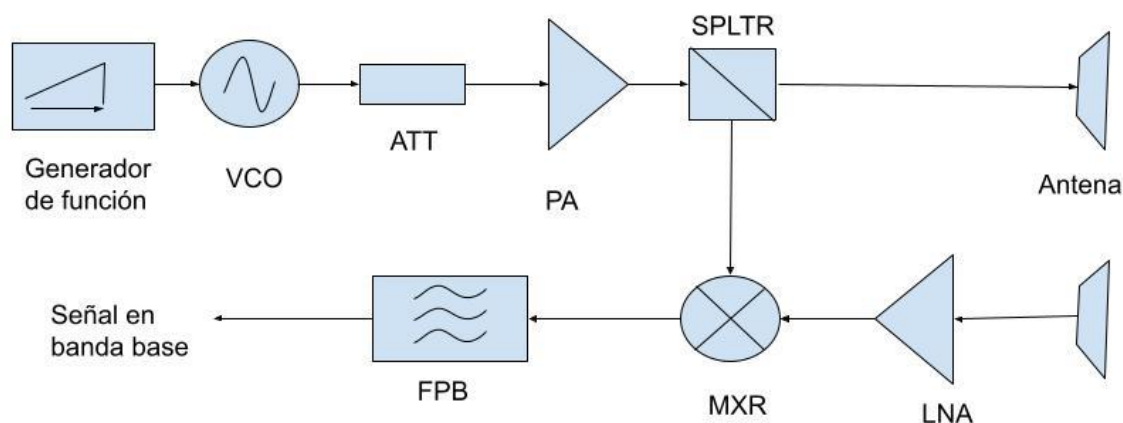 SPLTR
Generador
de función
VCO
ATT
PA
Antena
Señal en
banda base
FPB
MXR
LNA